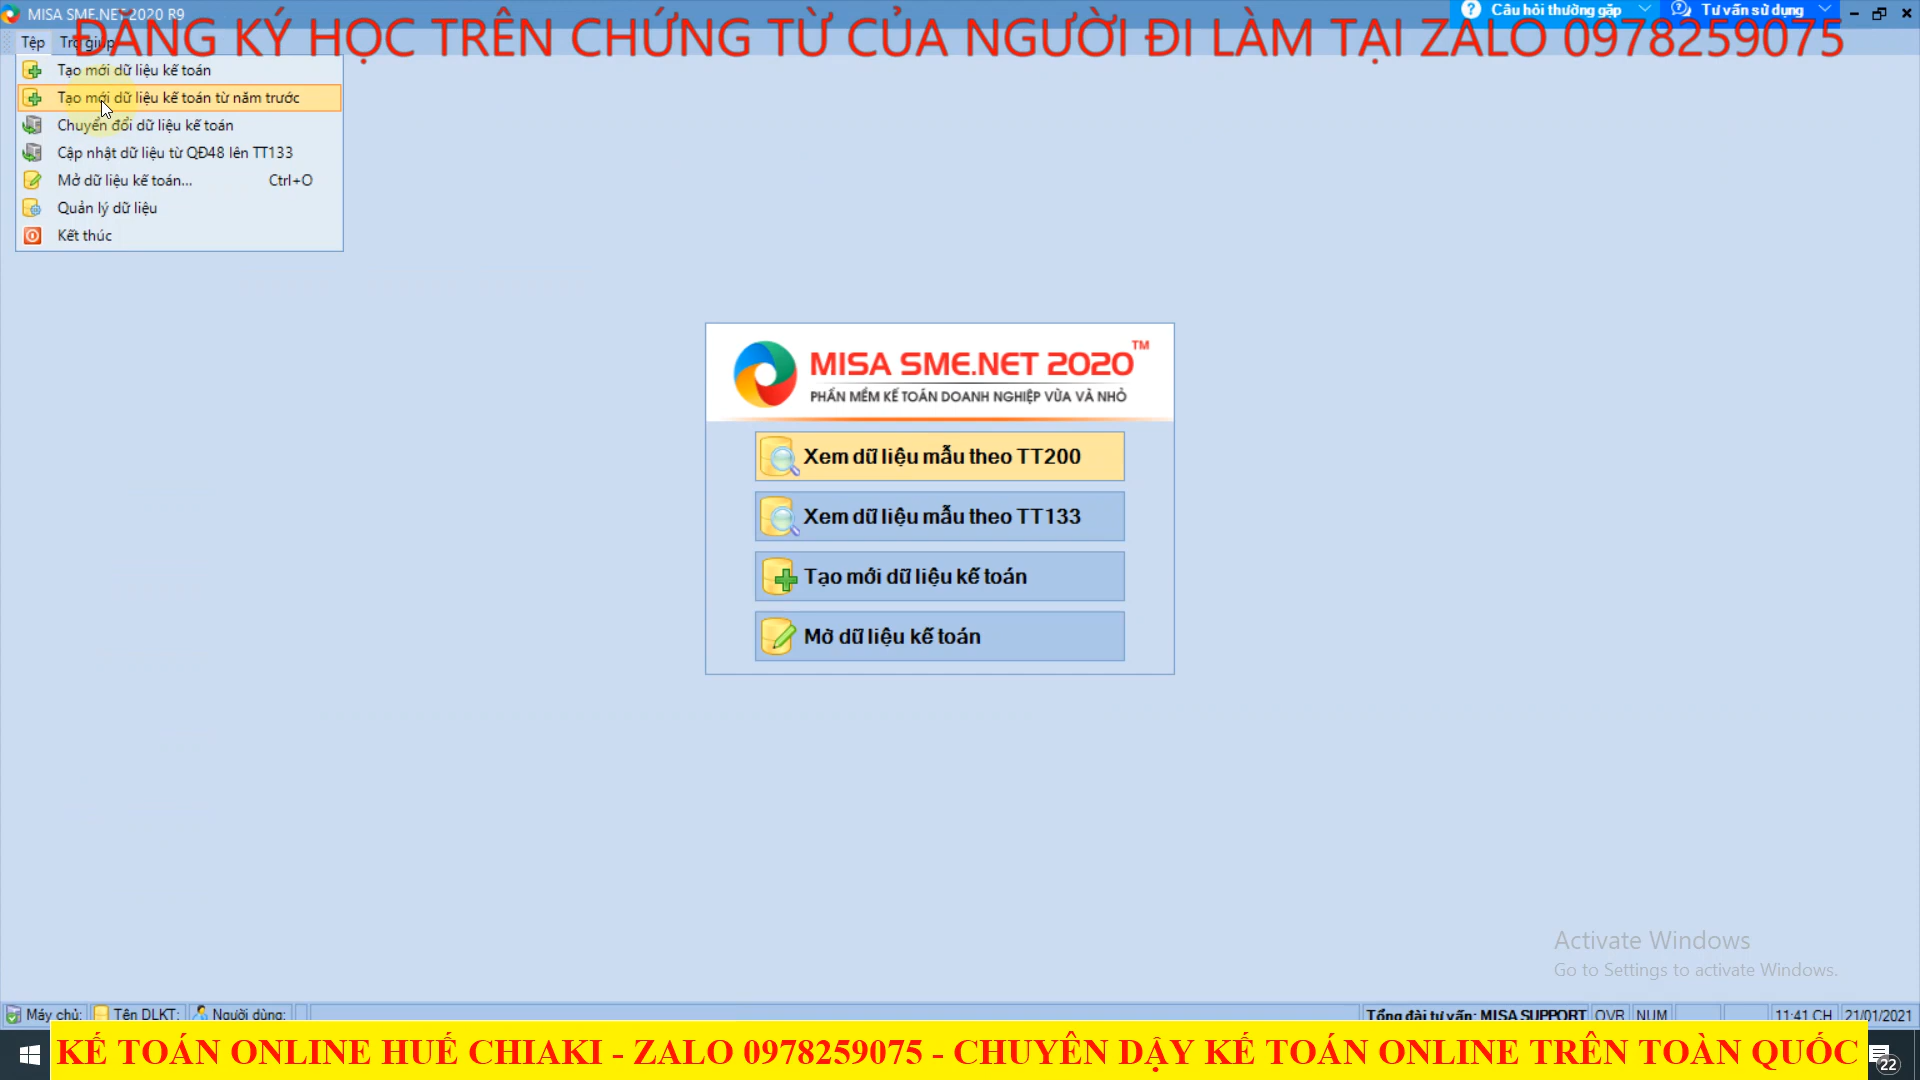 MISA SME.NET 2020 R9
Câu hỏi thường gặp
Tư vấn sử dụng
Tệp Trợ giúp
ĐĂNG KÝ HỌC TRÊN CHỨNG TỪ CỦA NGƯỜI ĐI LÀM TẠI ZALO 0978259075
Tạo mới dữ liệu kế toán
Tạo mới dữ liệu kế toán từ năm trước
Chuyển đổi dữ liệu kế toán
Cập nhật dữ liệu từ QĐ48 lên TT133
Mở dữ liệu kế toán... Ctrl+O
Quản lý dữ liệu
Kết thúc
MISA SME.NET 2020 TM
PHẦN MỀM KẾ TOÁN DOANH NGHIỆP VỪA VÀ NHỎ
Xem dữ liệu mẫu theo TT200
Xem dữ liệu mẫu theo TT133
Tạo mới dữ liệu kế toán
Mở dữ liệu kế toán
Activate Windows
Go to Settings to activate Windows.
Máy chủ: Tên DLKT: Người dùng: Tổng đài tư vấn: MISA SUPPORT OVR NUM 11:41 CH 21/01/2021
KẾ TOÁN ONLINE HUẾ CHIAKI - ZALO 0978259075 - CHUYÊN DẬY KẾ TOÁN ONLINE TRÊN TOÀN QUỐC
22